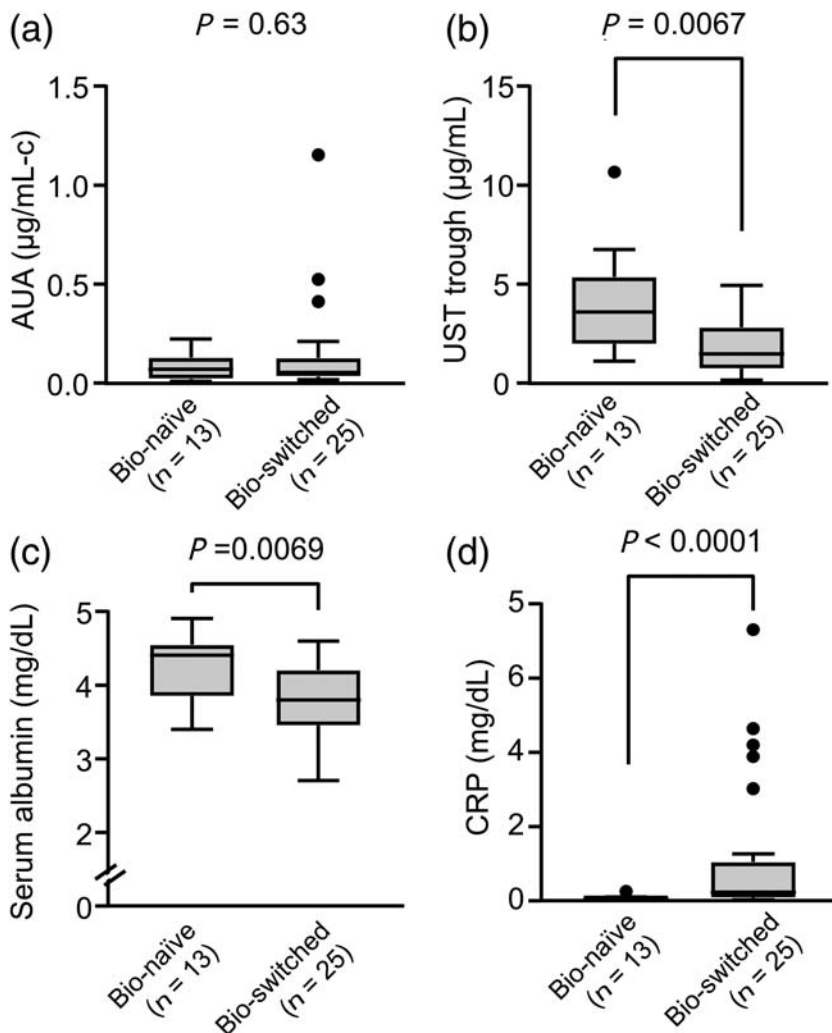 (a)
P = 0.63
AUA (µg/mL-c)
1.5
1.0
0.5
0.0
Bio-naïve
(n = 13)
Bio-switched
(n = 25)
(b)
P = 0.0067
UST trough (µg/mL)
15
10
5
0
Bio-naïve
(n = 13)
Bio-switched
(n = 25)
(c)
P =0.0069
Serum albumin (mg/dL)
5
4
3
2
0
Bio-naïve
(n = 13)
Bio-switched
(n = 25)
(d)
P < 0.0001
CRP (mg/dL)
5
6
4
2
0
Bio-naïve
(n = 13)
Bio-switched
(n = 25)